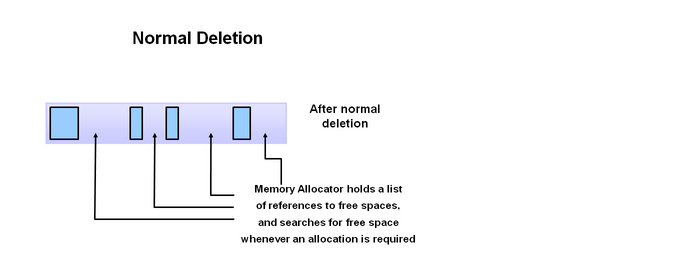 Normal Deletion
After normal
deletion
Memory Allocator holds a list
of references to free spaces,
and searches for free space
whenever an allocation is required